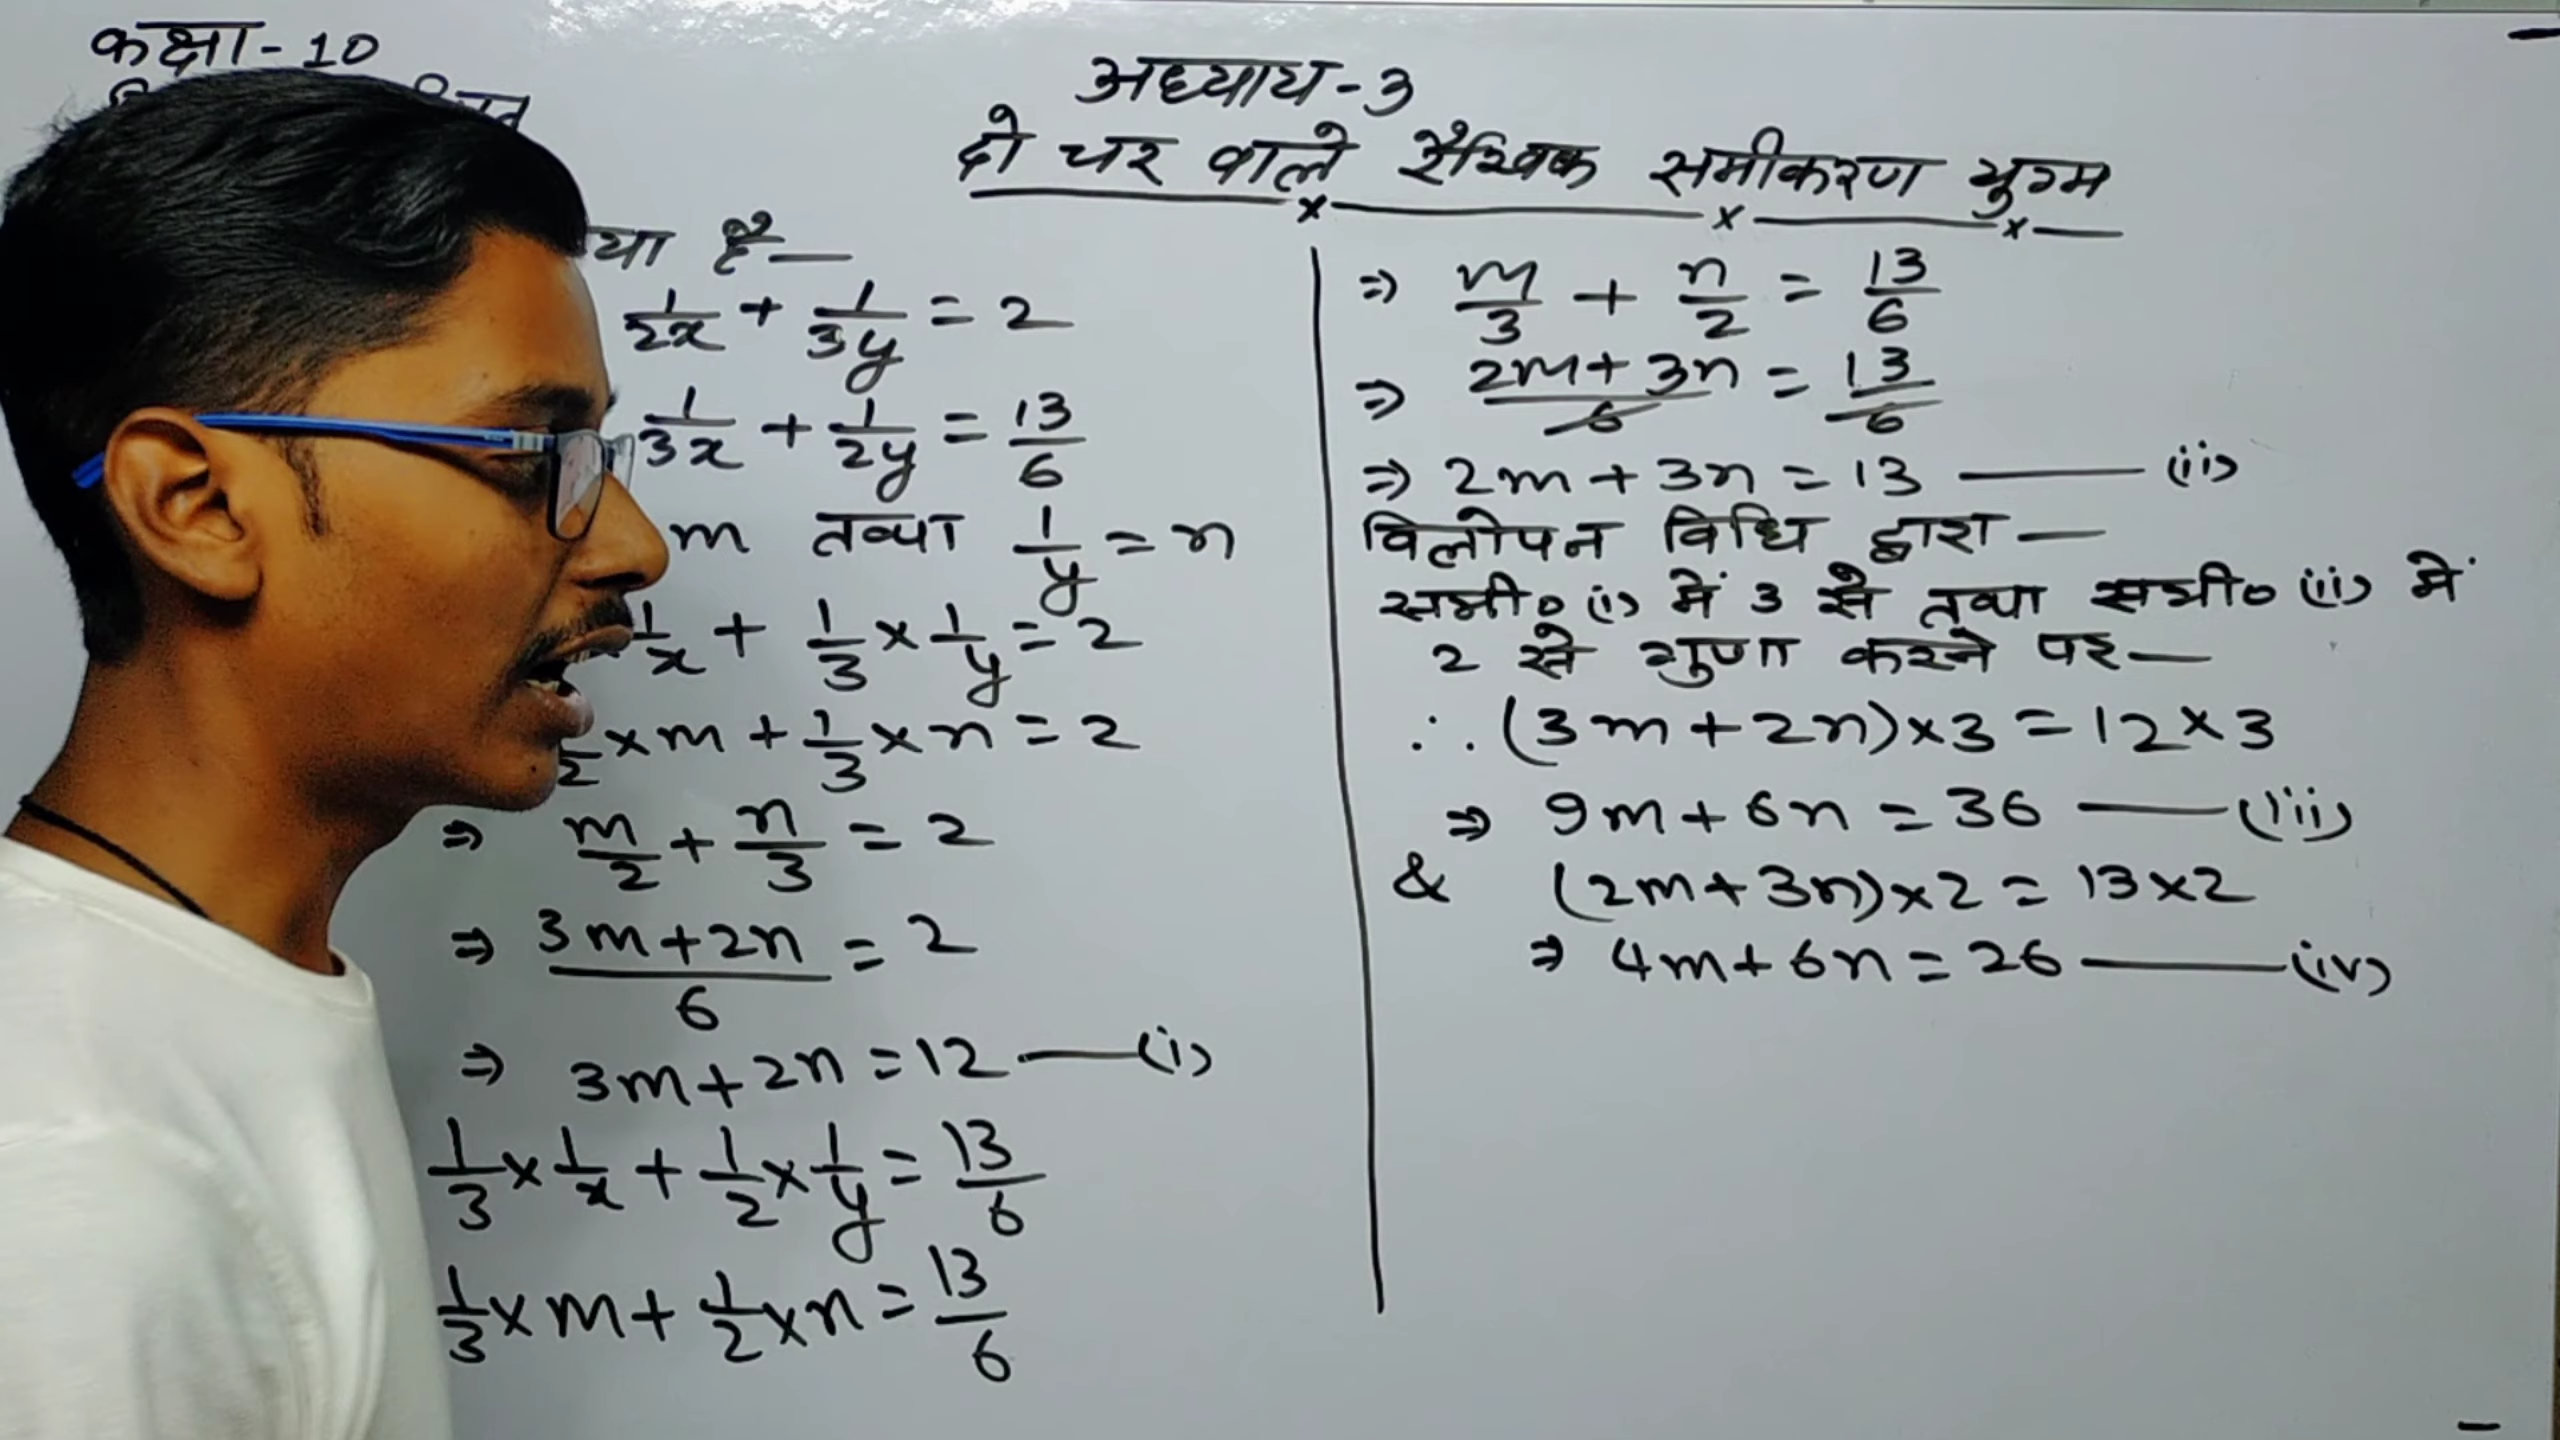 कक्षा-10
अध्याय-3
दो चर वाले रैखिक समीकरण युग्म
है—
1/2x + 1/3y = 2
1/3x + 1/2y = 13/6
m तथा 1/y = n
1/x + 1/3 × 1/y = 2
1/2 × m + 1/3 × n = 2
⇒ m/2 + n/3 = 2
⇒ (3m+2n)/6 = 2
⇒ 3m+2n = 12 —— (i)
1/3 × 1/x + 1/2 × 1/y = 13/6
1/3 × m + 1/2 × n = 13/6
⇒ m/3 + n/2 = 13/6
⇒ (2m+3n)/6 = 13/6
⇒ 2m+3n = 13 —— (ii)
विलोपन विधि द्वारा—
समी० (i) में 3 से तथा समी० (ii) में
2 से गुणा करने पर—
∴ (3m+2n)×3 = 12×3
⇒ 9m+6n = 36 —— (iii)
& (2m+3n)×2 = 13×2
⇒ 4m+6n = 26 —— (iv)